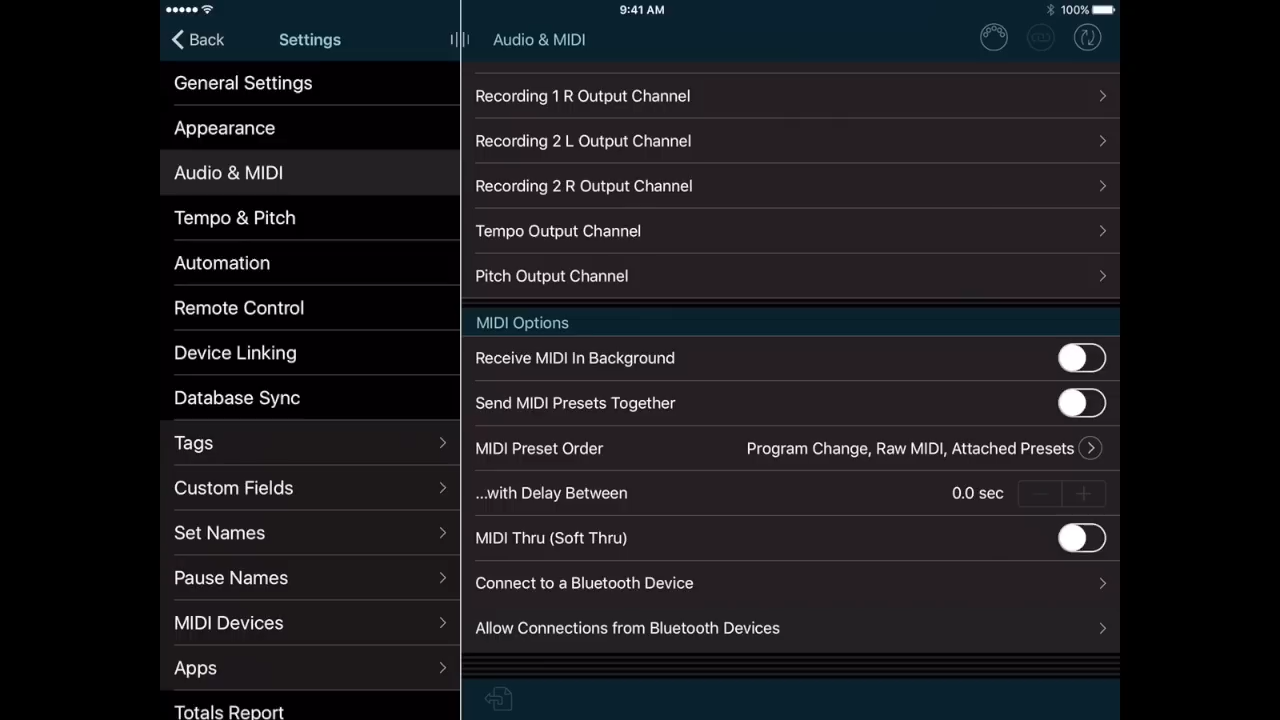 9:41 AM
100%
Back
Settings
Audio & MIDI
General Settings
Appearance
Audio & MIDI
Tempo & Pitch
Automation
Remote Control
Device Linking
Database Sync
Tags
Custom Fields
Set Names
Pause Names
MIDI Devices
Apps
Totals Report
Recording 1 R Output Channel
Recording 2 L Output Channel
Recording 2 R Output Channel
Tempo Output Channel
Pitch Output Channel
MIDI Options
Receive MIDI In Background
Send MIDI Presets Together
MIDI Preset Order Program Change, Raw MIDI, Attached Presets
...with Delay Between 0.0 sec
MIDI Thru (Soft Thru)
Connect to a Bluetooth Device
Allow Connections from Bluetooth Devices